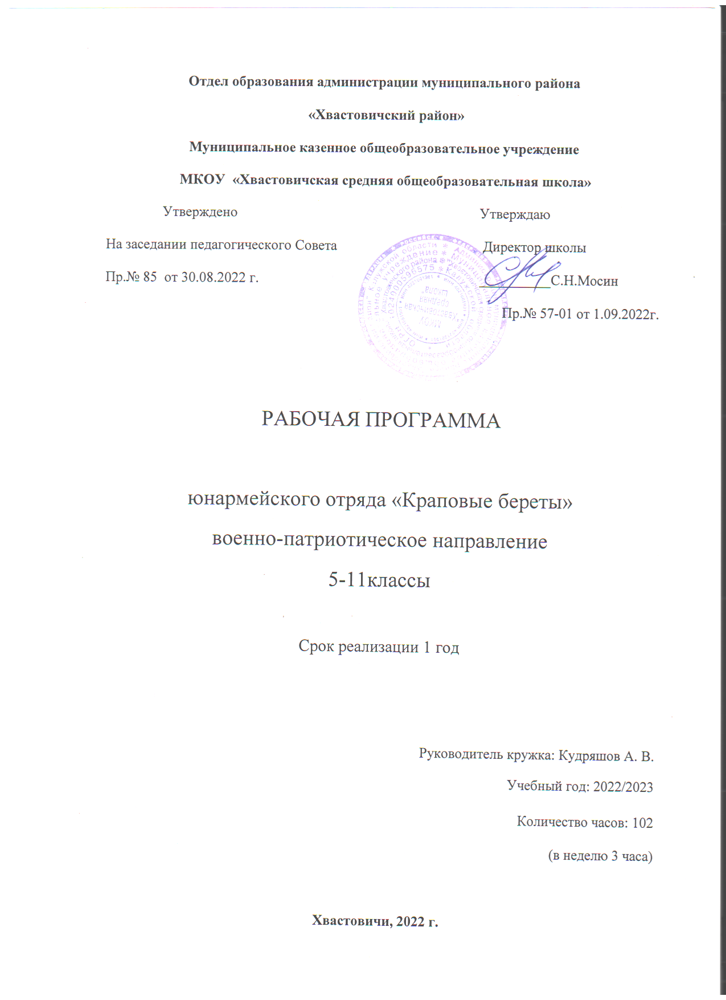 Отдел образования администрации муниципального района
«Хвастовичский район»
Муниципальное казенное общеобразовательное учреждение
МКОУ «Хвастовичская средняя общеобразовательная школа»
Утверждено
Утверждаю
На заседании педагогического Совета
Директор школы
Пр.№ 85 от 30.08.2022 г.
С.Н.Мосин
Пр.№ 57-01 от 1.09.2022г.
РАБОЧАЯ ПРОГРАММА
юнармейского отряда «Краповые береты»
военно-патриотическое направление
5-11классы
Срок реализации 1 год
Руководитель кружка: Кудряшов А. В.
Учебный год: 2022/2023
Количество часов: 102
(в неделю 3 часа)
Хвастовичи, 2022 г.